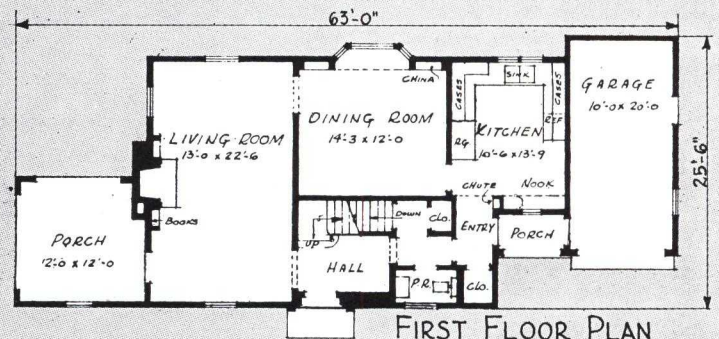 63'-0"
CHINA
SINK
CASES
CASES
REF
RG
GARAGE
10'-0 x 20'-0
DINING ROOM
14'-3 x 12'-0
LIVING ROOM
13'-0 x 22'-6
KITCHEN
10'-6 x 13'-9
25'-6"
NOOK
CHUTE
BOOKS
UP
DOWN
CLO.
ENTRY
PORCH
PORCH
12'-0 x 12'-0
HALL
P.R.
CLO.
FIRST FLOOR PLAN